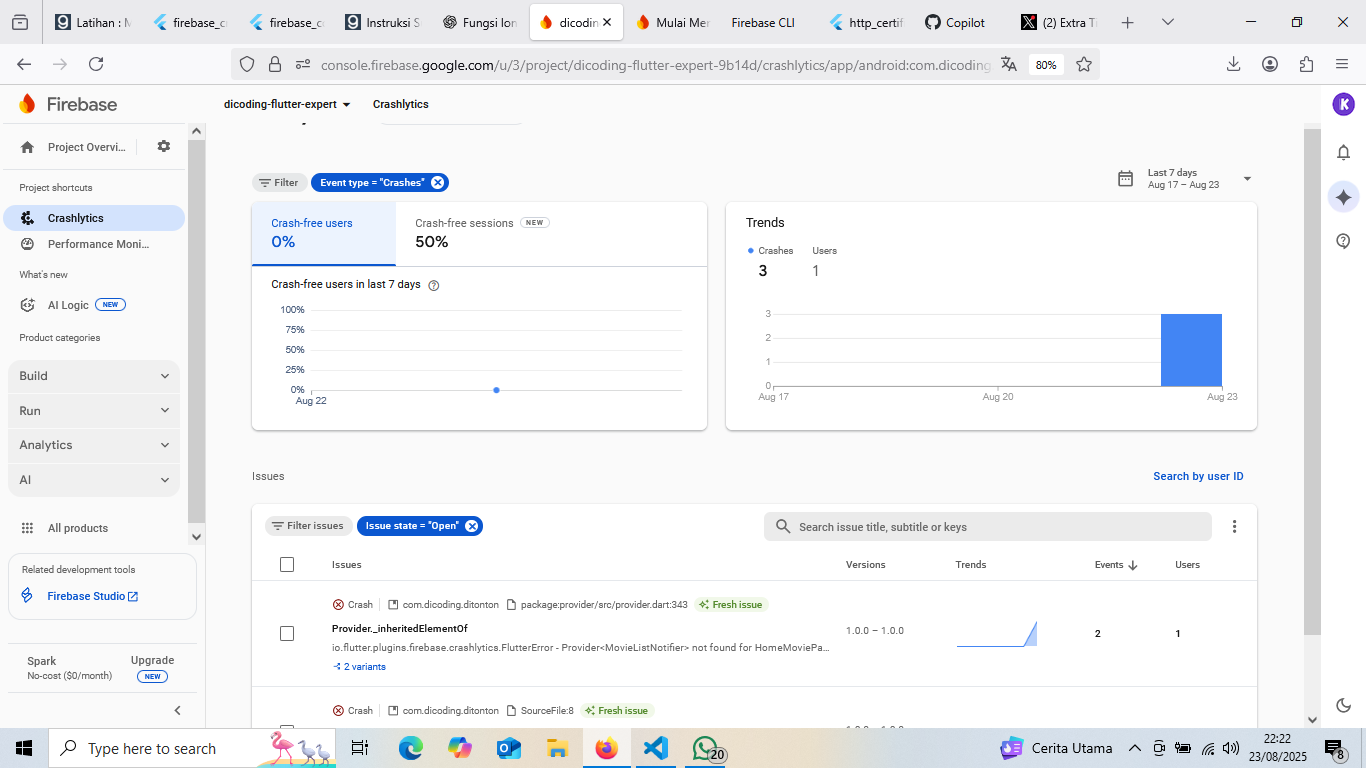 Latihan : M
firebase_c
firebase_c
Instruksi S
Fungsi Ion
dicodin
Mulai Mer
Firebase CLI
http_certif
Copilot
(2) Extra Ti
console.firebase.google.com/u/3/project/dicoding-flutter-expert-9b14d/crashlytics/app/android:com.dicoding
80%
Firebase
dicoding-flutter-expert
Crashlytics
K
Project Overvi...
Project shortcuts
Crashlytics
Performance Moni...
What's new
AI Logic
NEW
Product categories
Build
Run
Analytics
AI
All products
Related development tools
Firebase Studio
Spark
No-cost ($0/month)
Upgrade
NEW
Filter
Event type = "Crashes"
Last 7 days
Aug 17 – Aug 23
Crash-free users
0%
Crash-free sessions NEW
50%
Crash-free users in last 7 days
100%
75%
50%
25%
0%
Aug 22
Trends
Crashes
3
Users
1
3
2
1
0
Aug 17
Aug 20
Aug 23
Issues
Search by user ID
Filter issues
Issue state = "Open"
Search issue title, subtitle or keys
Issues
Versions
Trends
Events
Users
Crash
com.dicoding.ditonton
package:provider/src/provider.dart:343
Fresh issue
Provider._inheritedElementOf
io.flutter.plugins.firebase.crashlytics.FlutterError - Provider<MovieListNotifier> not found for HomeMoviePa...
2 variants
1.0.0 – 1.0.0
2
1
Crash
com.dicoding.ditonton
SourceFile:8
Fresh issue
Type here to search
20
Cerita Utama
22:22
23/08/2025
8